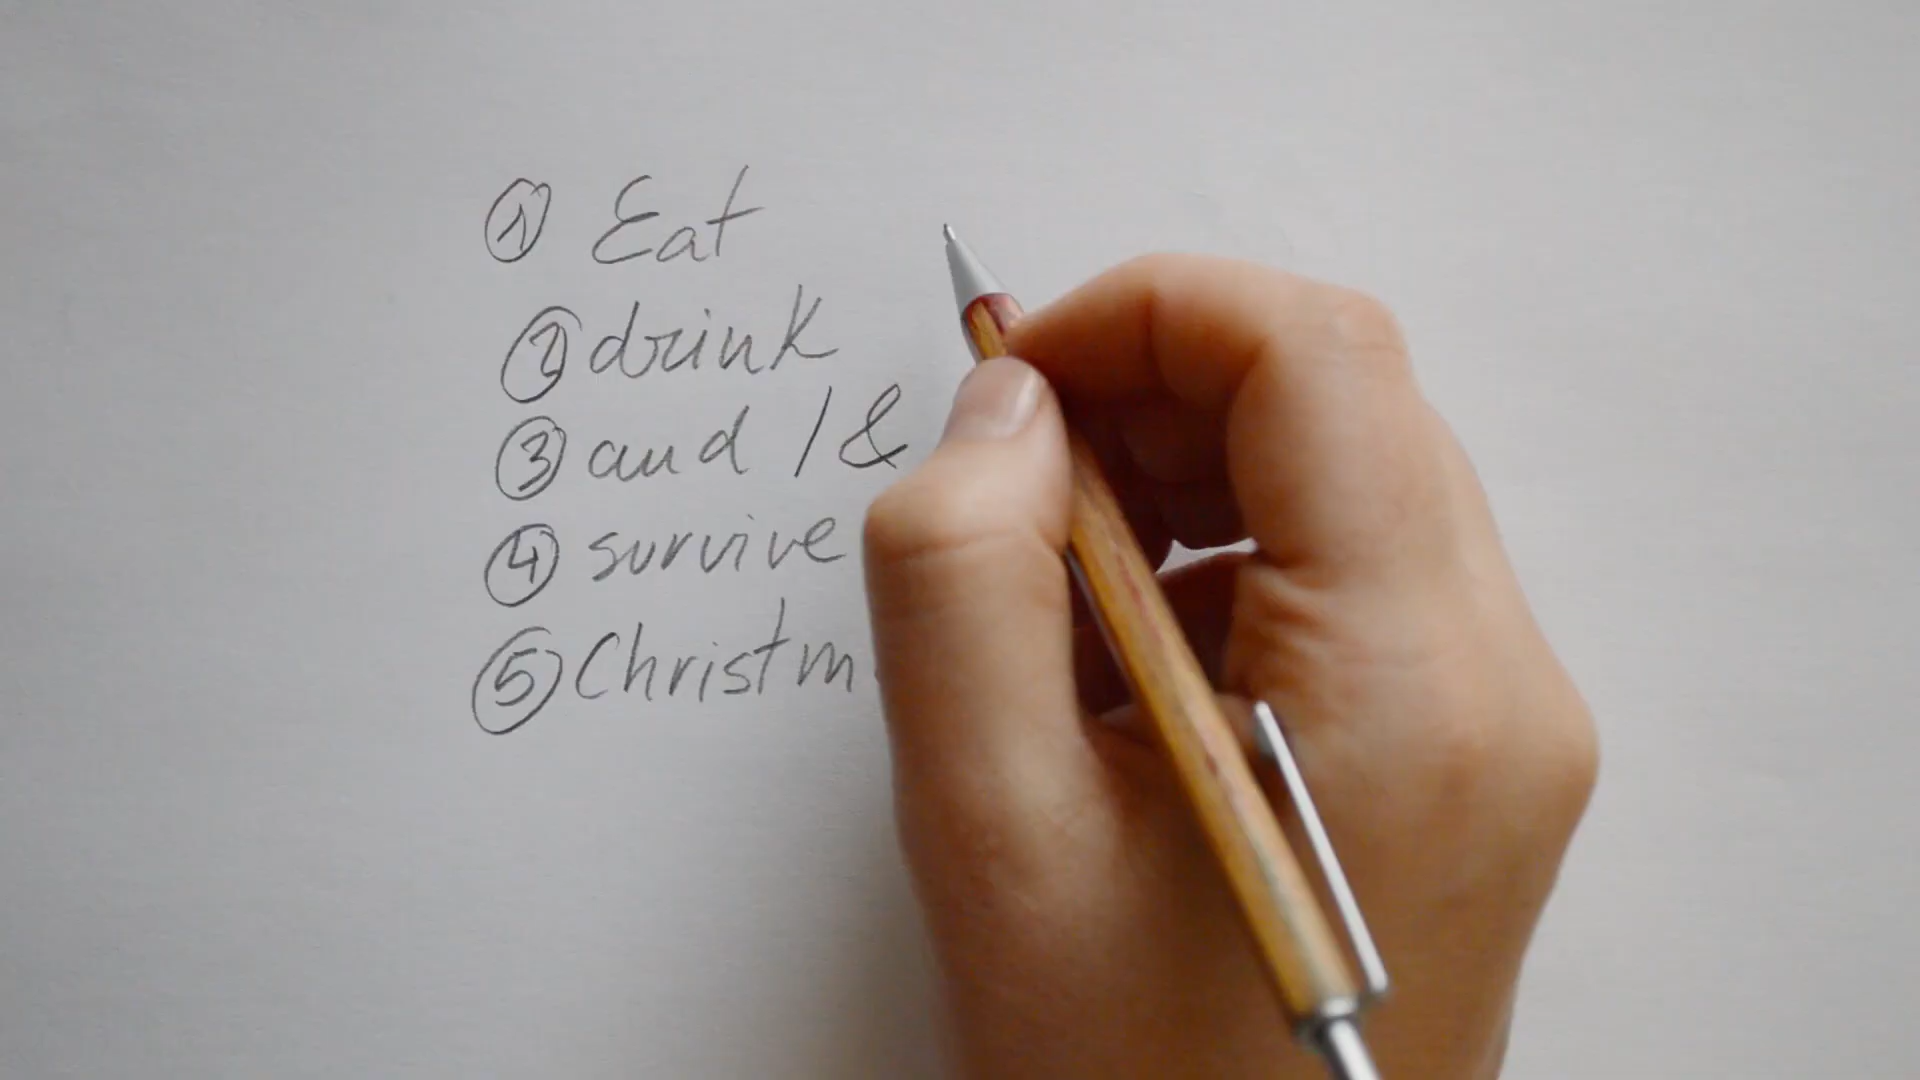 ① Eat
② drink
③ and / &
④ survive
⑤ Christm